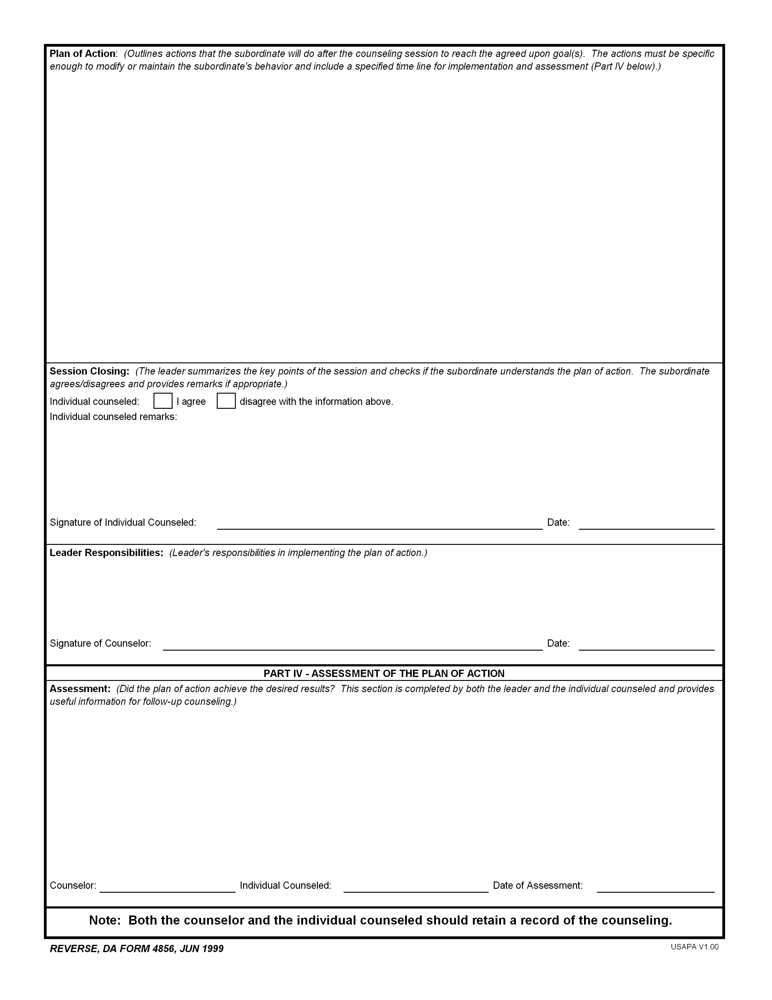 Plan of Action:  (Outlines actions that the subordinate will do after the counseling session to reach the agreed upon goal(s).  The actions must be specific
enough to modify or maintain the subordinate's behavior and include a specified time line for implementation and assessment (Part IV below).)
Session Closing:  (The leader summarizes the key points of the session and checks if the subordinate understands the plan of action.  The subordinate
agrees/disagrees and provides remarks if appropriate.)
Individual counseled: I agree disagree with the information above.
Individual counseled remarks:
Signature of Individual Counseled: Date:
Leader Responsibilities:  (Leader's responsibilities in implementing the plan of action.)
Signature of Counselor: Date:
PART IV - ASSESSMENT OF THE PLAN OF ACTION
Assessment:  (Did the plan of action achieve the desired results?  This section is completed by both the leader and the individual counseled and provides
useful information for follow-up counseling.)
Counselor: Individual Counseled: Date of Assessment:
Note:  Both the counselor and the individual counseled should retain a record of the counseling.
REVERSE, DA FORM 4856, JUN 1999 USAPA V1.00